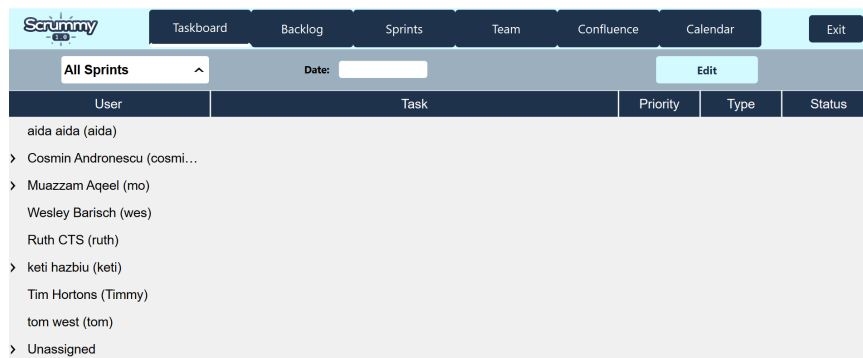 Scrummy
1.0
Taskboard Backlog Sprints Team Confluence Calendar Exit
All Sprints Date: Edit
User Task Priority Type Status
aida aida (aida)
Cosmin Andronescu (cosmi...
Muazzam Aqeel (mo)
Wesley Barisch (wes)
Ruth CTS (ruth)
keti hazbiu (keti)
Tim Hortons (Timmy)
tom west (tom)
Unassigned